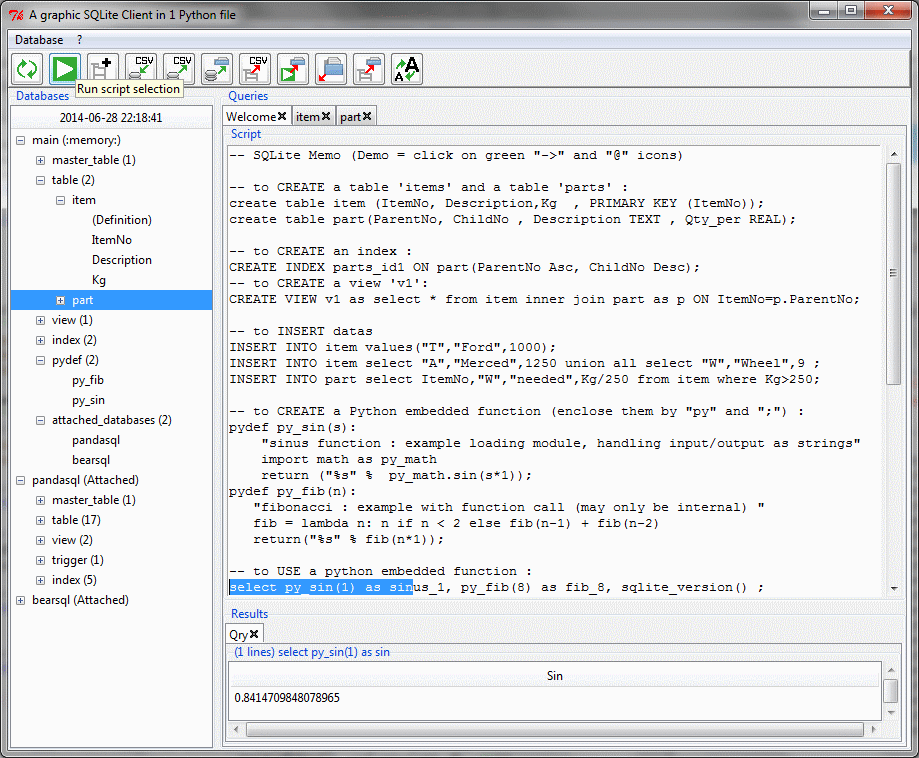 A graphic SQLite Client in 1 Python file
Database ?
CSV CSV CSV A A
Run script selection
Databases
2014-06-28 22:18:41
main (:memory:)
master_table (1)
table (2)
item
(Definition)
ItemNo
Description
Kg
part
view (1)
index (2)
pydef (2)
py_fib
py_sin
attached_databases (2)
pandasql
bearsql
pandasql (Attached)
master_table (1)
table (17)
view (2)
trigger (1)
index (5)
bearsql (Attached)
Queries
Welcome item part
Script
-- SQLite Memo (Demo = click on green "->" and "@" icons)
-- to CREATE a table 'items' and a table 'parts' :
create table item (ItemNo, Description,Kg  , PRIMARY KEY (ItemNo));
create table part(ParentNo, ChildNo , Description TEXT , Qty_per REAL);
-- to CREATE an index :
CREATE INDEX parts_id1 ON part(ParentNo Asc, ChildNo Desc);
-- to CREATE a view 'v1':
CREATE VIEW v1 as select * from item inner join part as p ON ItemNo=p.ParentNo;
-- to INSERT datas
INSERT INTO item values("T","Ford",1000);
INSERT INTO item select "A","Merced",1250 union all select "W","Wheel",9 ;
INSERT INTO part select ItemNo,"W","needed",Kg/250 from item where Kg>250;
-- to CREATE a Python embedded function (enclose them by "py" and ";") :
pydef py_sin(s):
"sinus function : example loading module, handling input/output as strings"
import math as py_math
return ("%s" %  py_math.sin(s*1));
pydef py_fib(n):
"fibonacci : example with function call (may only be internal) "
fib = lambda n: n if n < 2 else fib(n-1) + fib(n-2)
return("%s" % fib(n*1));
-- to USE a python embedded function :
select py_sin(1) as sinus_1, py_fib(8) as fib_8, sqlite_version() ;
Results
Qry
(1 lines) select py_sin(1) as sin
Sin
0.8414709848078965